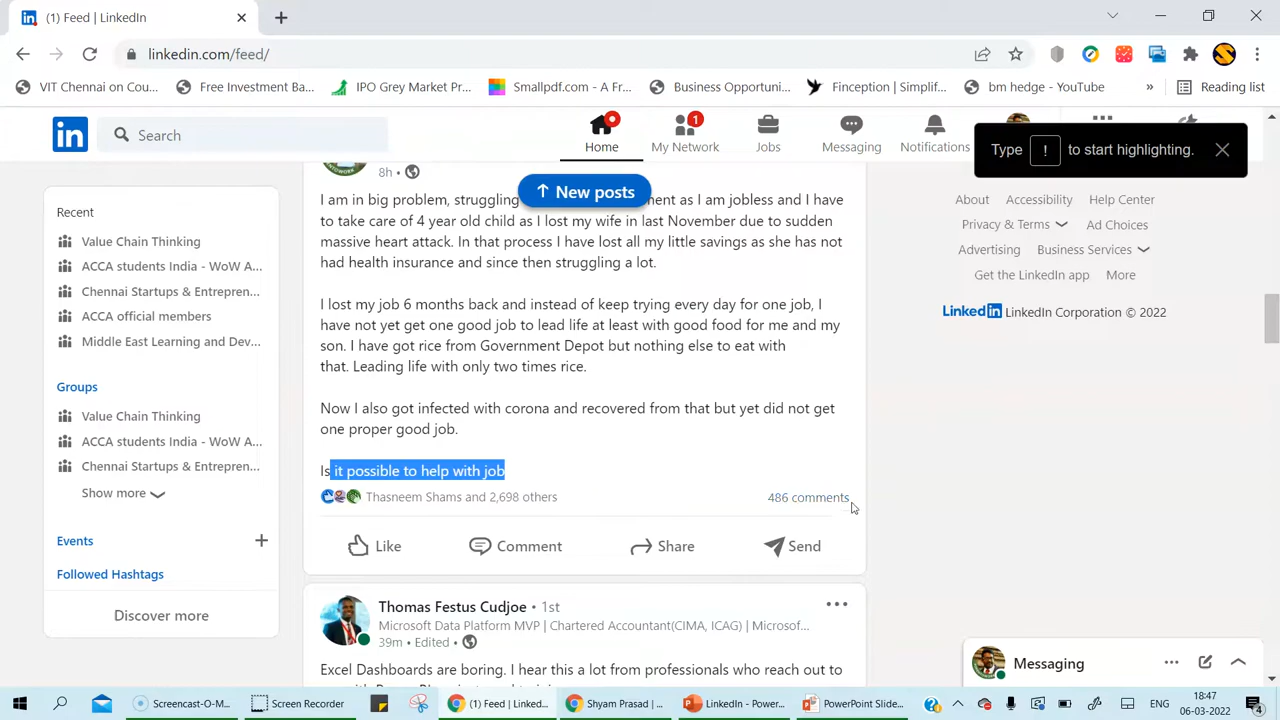 (1) Feed | LinkedIn
linkedin.com/feed/
VIT Chennai on Cou...
Free Investment Ba...
IPO Grey Market Pr...
Smallpdf.com - A Fr...
Business Opportuni...
Finception | Simplif...
bm hedge - YouTube
»
Reading list
in
Search
Home
1
My Network
Jobs
Messaging
Notifications
Type ! to start highlighting.
Recent
Value Chain Thinking
ACCA students India - WoW A...
Chennai Startups & Entrepren...
ACCA official members
Middle East Learning and Dev...
Groups
Value Chain Thinking
ACCA students India - WoW A...
Chennai Startups & Entrepren...
Show more
Events
Followed Hashtags
Discover more
8h •
↑ New posts
I am in big problem, struggling ment as I am jobless and I have
to take care of 4 year old child as I lost my wife in last November due to sudden
massive heart attack. In that process I have lost all my little savings as she has not
had health insurance and since then struggling a lot.
I lost my job 6 months back and instead of keep trying every day for one job, I
have not yet get one good job to lead life at least with good food for me and my
son. I have got rice from Government Depot but nothing else to eat with
that. Leading life with only two times rice.
Now I also got infected with corona and recovered from that but yet did not get
one proper good job.
Is it possible to help with job
Thasneem Shams and 2,698 others
486 comments
Like
Comment
Share
Send
Thomas Festus Cudjoe • 1st
Microsoft Data Platform MVP | Chartered Accountant(CIMA, ICAG) | Microsof...
39m • Edited •
Excel Dashboards are boring. I hear this a lot from professionals who reach out to
About
Accessibility
Help Center
Privacy & Terms
Ad Choices
Advertising
Business Services
Get the LinkedIn app
More
LinkedIn LinkedIn Corporation © 2022
Messaging
Screencast-O-M...
Screen Recorder
(1) Feed | Linked...
Shyam Prasad | ...
LinkedIn - Power...
PowerPoint Slide...
ENG
18:47
06-03-2022
4